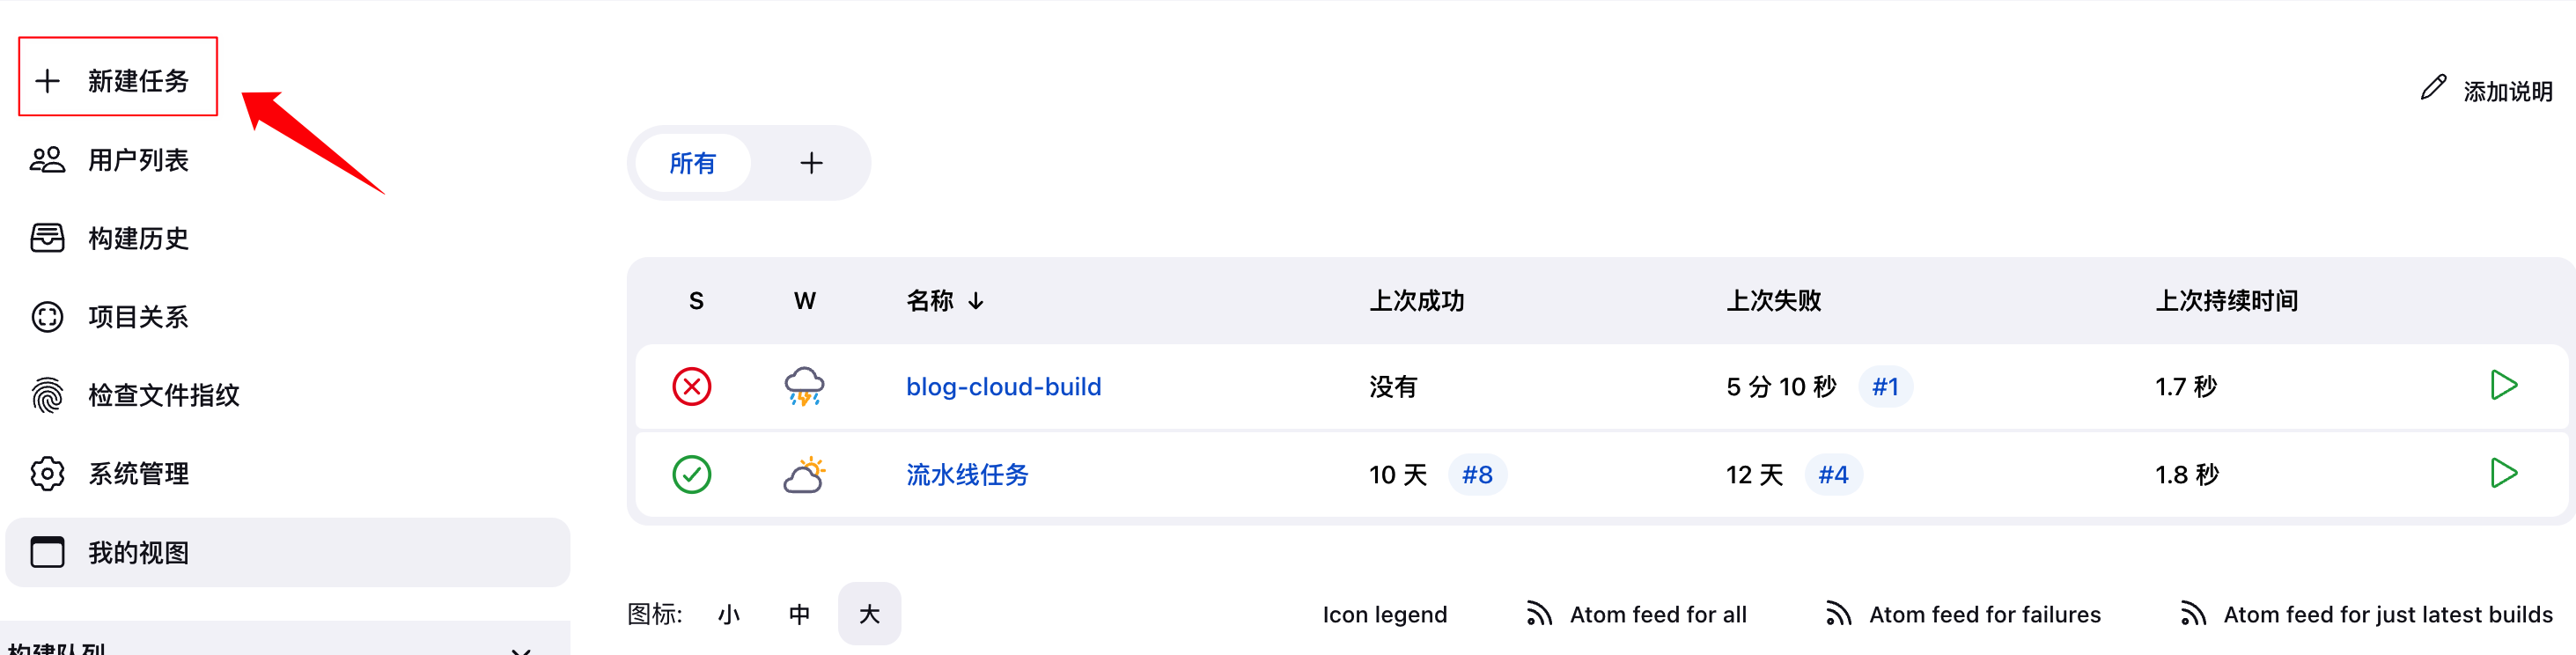 新建任务
用户列表
构建历史
项目关系
检查文件指纹
系统管理
我的视图
构建队列
添加说明
所有
S W 名称 ↓ 上次成功 上次失败 上次持续时间
blog-cloud-build 没有 5 分 10 秒 #1 1.7 秒
流水线任务 10 天 #8 12 天 #4 1.8 秒
图标: 小 中 大 Icon legend Atom feed for all Atom feed for failures Atom feed for just latest builds